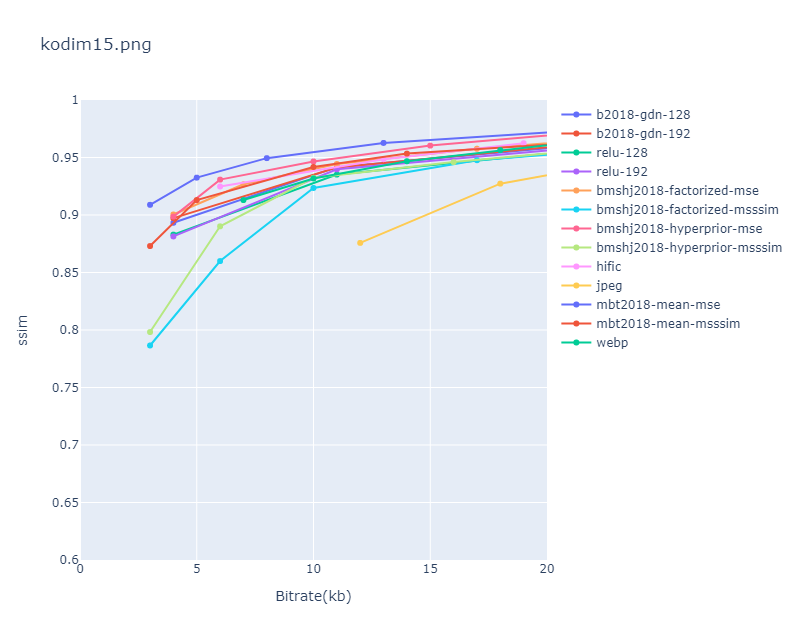 kodim15.png
1
0.95
0.9
0.85
0.8
0.75
0.7
0.65
0.6
ssim
0
5
10
15
20
Bitrate(kb)
b2018-gdn-128
b2018-gdn-192
relu-128
relu-192
bmshj2018-factorized-mse
bmshj2018-factorized-msssim
bmshj2018-hyperprior-mse
bmshj2018-hyperprior-msssim
hific
jpeg
mbt2018-mean-mse
mbt2018-mean-msssim
webp